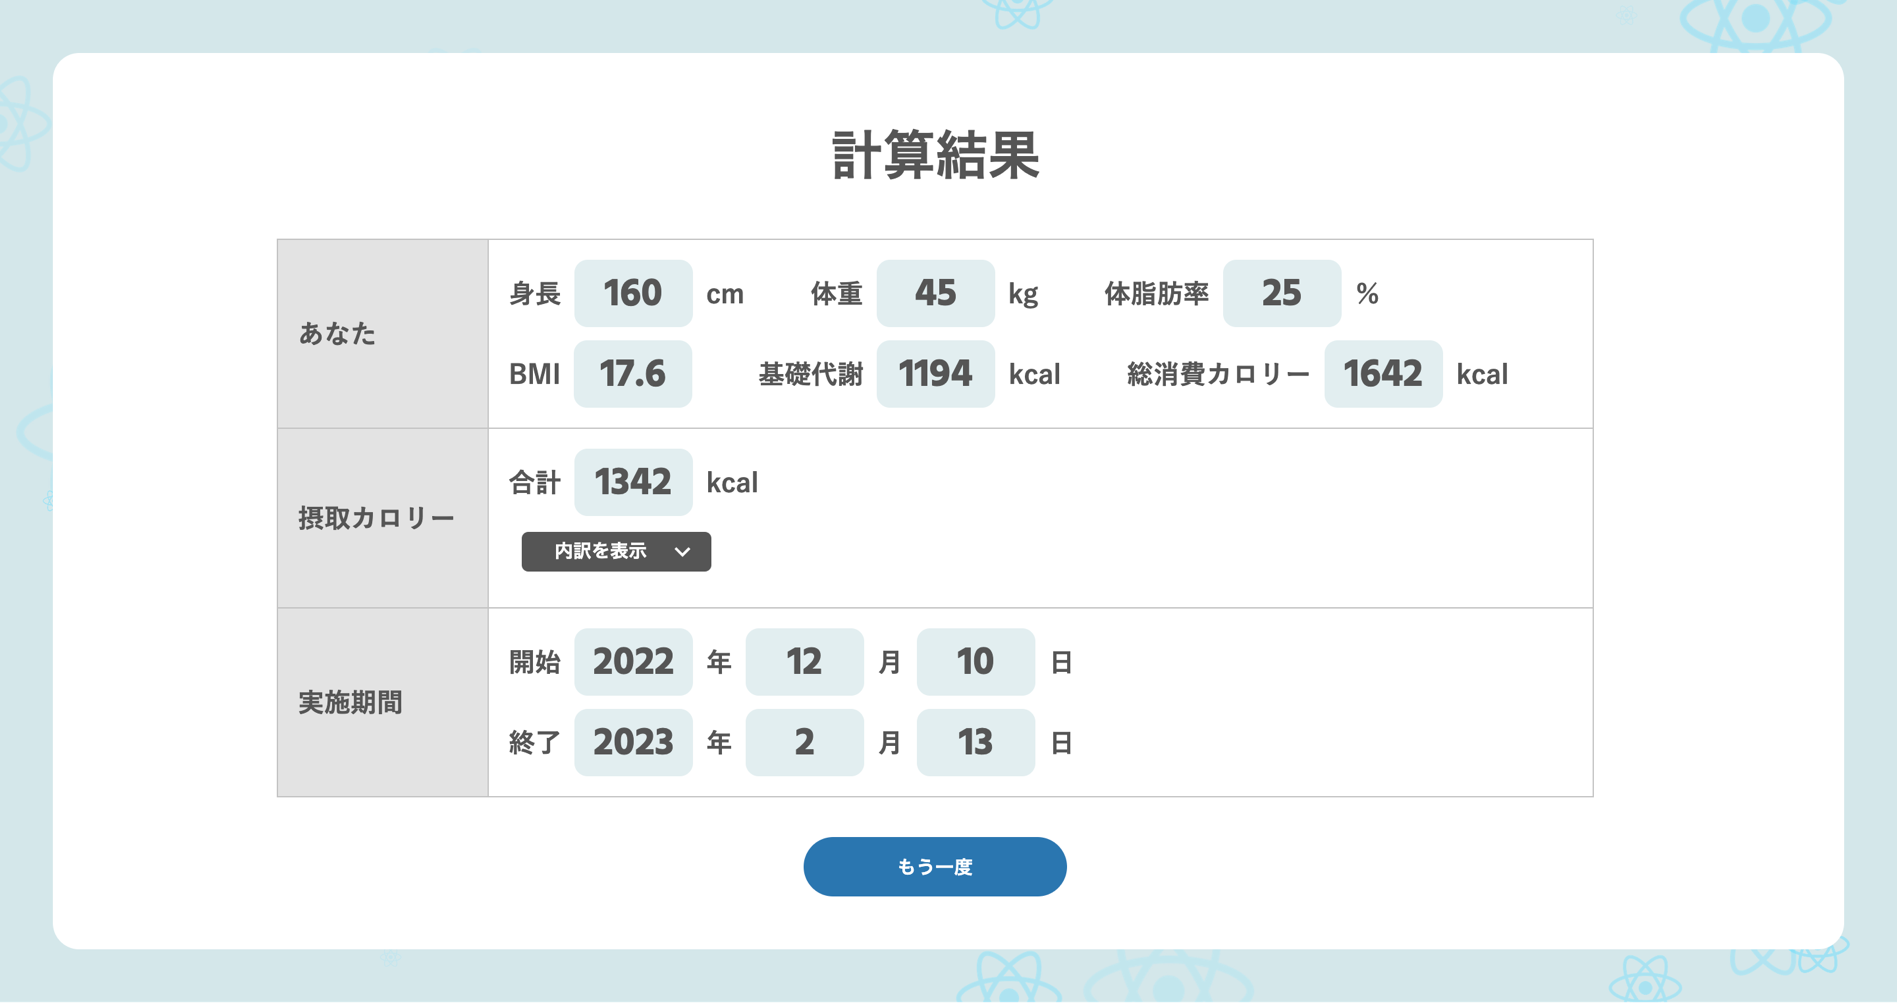 計算結果
あなた
身長 160 cm 体重 45 kg 体脂肪率 25 %
BMI 17.6 基礎代謝 1194 kcal 総消費カロリー 1642 kcal
摂取カロリー
合計 1342 kcal
内訳を表示
実施期間
開始 2022 年 12 月 10 日
終了 2023 年 2 月 13 日
もう一度